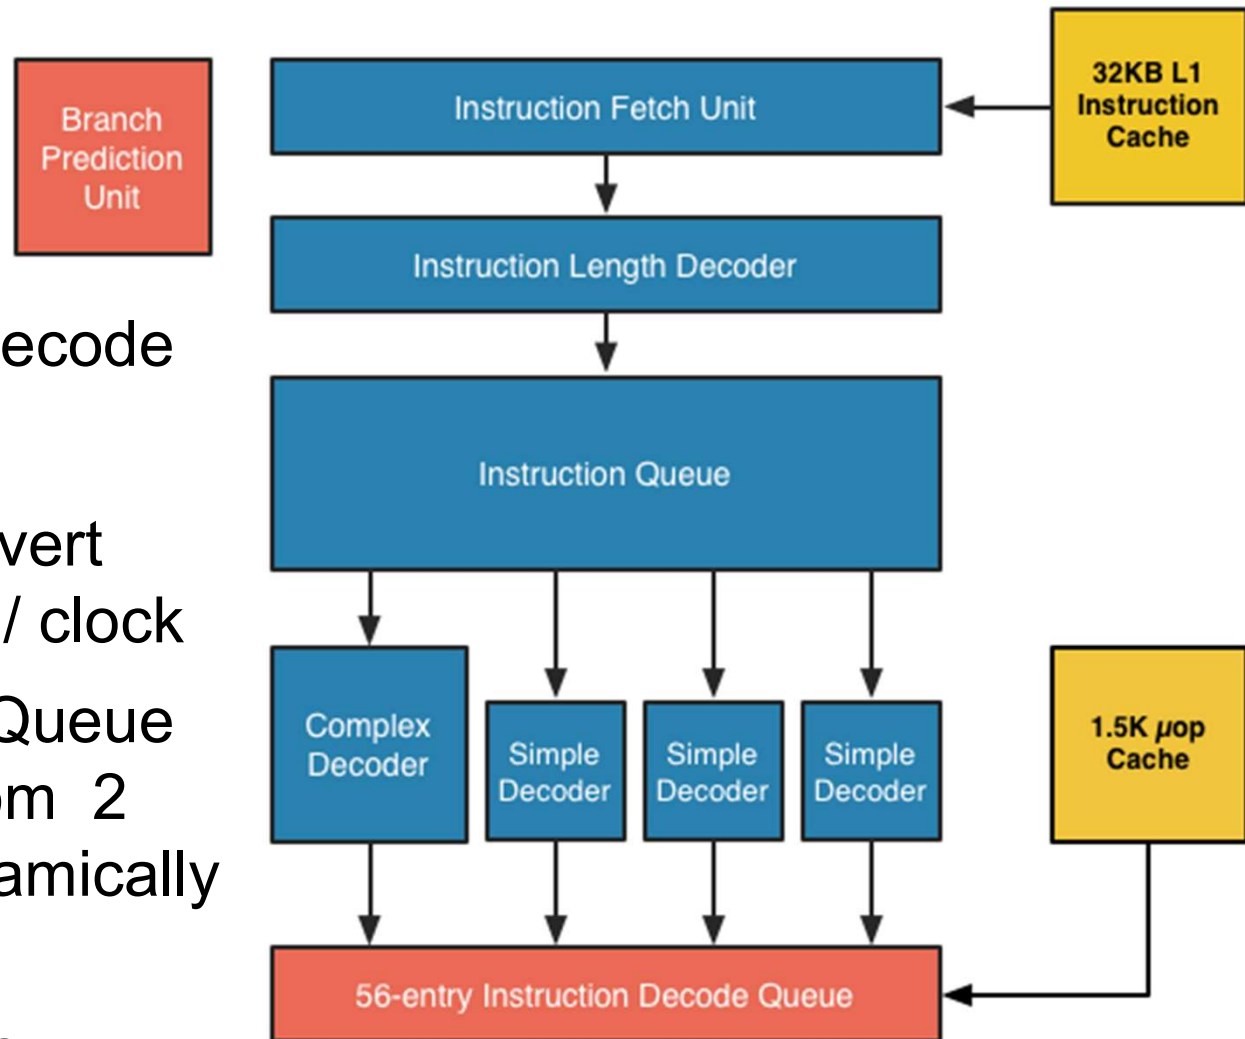 Branch
Prediction
Unit
Instruction Fetch Unit
32KB L1
Instruction
Cache
Instruction Length Decoder
ecode
Instruction Queue
vert
/ clock
Queue
om 2
amically
Complex
Decoder
Simple
Decoder
Simple
Decoder
Simple
Decoder
1.5K µop
Cache
56-entry Instruction Decode Queue